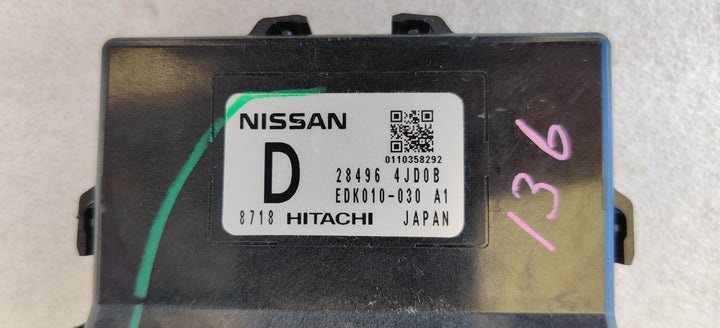 NISSAN
0110358292
D
28496 4JD0B
EDK010-030 A1
8718 HITACHI JAPAN
136